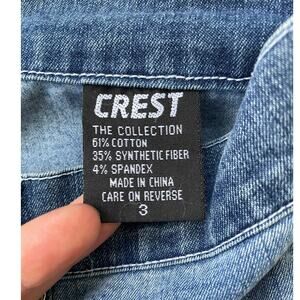 CREST
THE COLLECTION
61% COTTON
35% SYNTHETIC FIBER
4% SPANDEX
MADE IN CHINA
CARE ON REVERSE
3